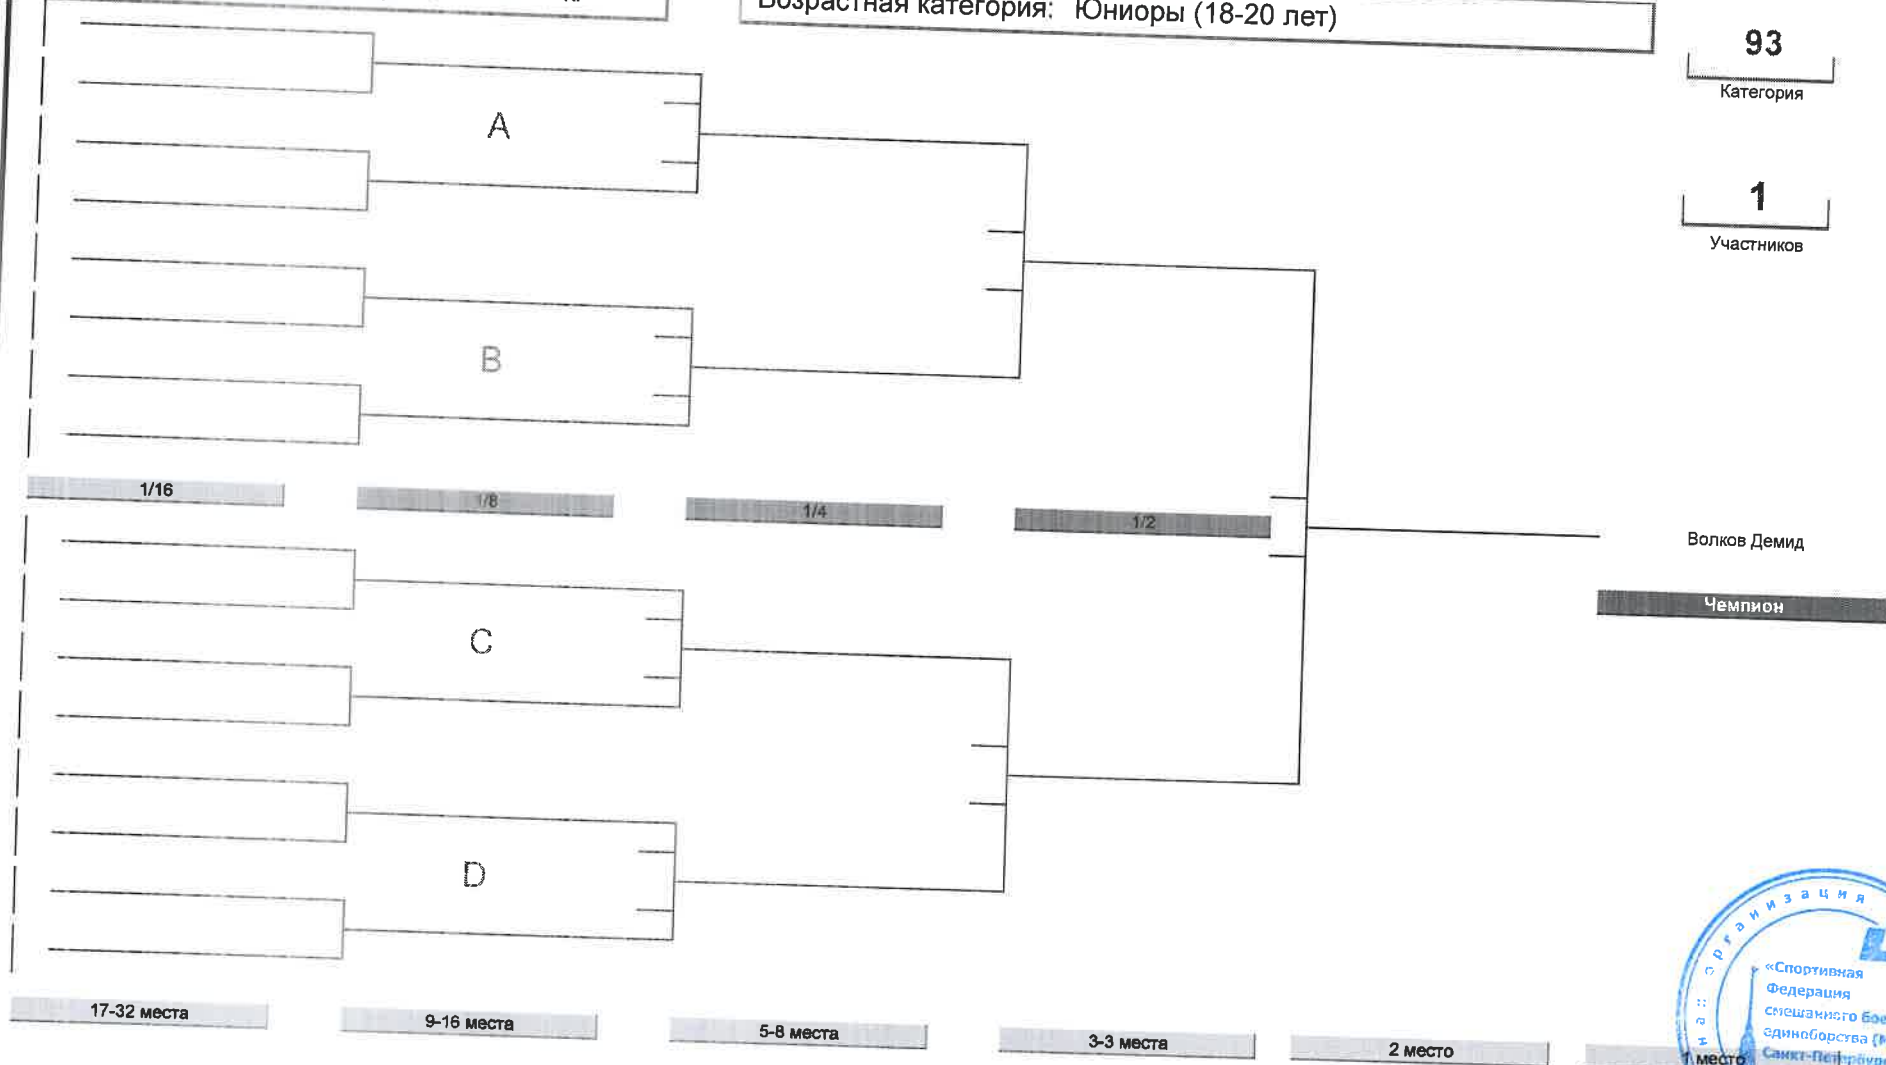 Возрастная категория: Юниоры (18-20 лет)
93
Категория
1
Участников
A
B
1/16
1/8
1/4
1/2
Волков Демид
Чемпион
C
D
организация
«Спортивная
Федерация
смешанного
единоборства
Санкт-Петербур
17-32 места
9-16 места
5-8 места
3-3 места
2 место
1 место